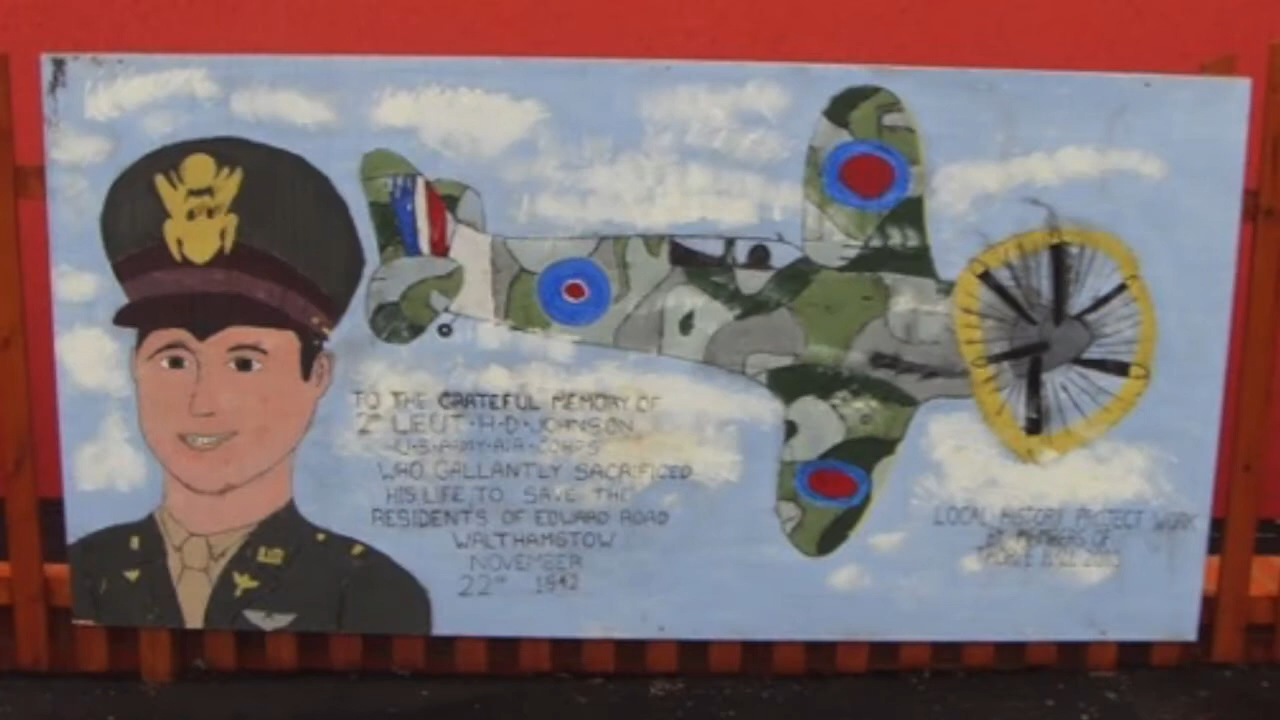 TO THE GRATEFUL MEMORY OF
2ND LIEUT·H·D·JOHNSON
U·S·ARMY·AIR·CORPS
WHO GALLANTLY SACRIFICED
HIS LIFE TO SAVE THE
RESIDENTS OF EDWARD ROAD
WALTHAMSTOW
NOVEMBER
22ND 1942
LOCAL HISTORY PROJECT WORK
BY MEMBERS OF